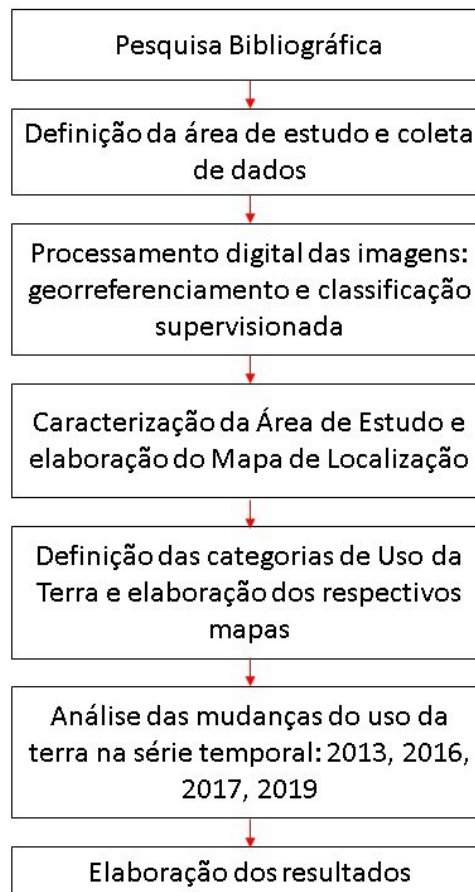 Pesquisa Bibliográfica
Definição da área de estudo e coleta
de dados
Processamento digital das imagens:
georreferenciamento e classificação
supervisionada
Caracterização da Área de Estudo e
elaboração do Mapa de Localização
Definição das categorias de Uso da
Terra e elaboração dos respectivos
mapas
Análise das mudanças do uso da
terra na série temporal: 2013, 2016,
2017, 2019
Elaboração dos resultados